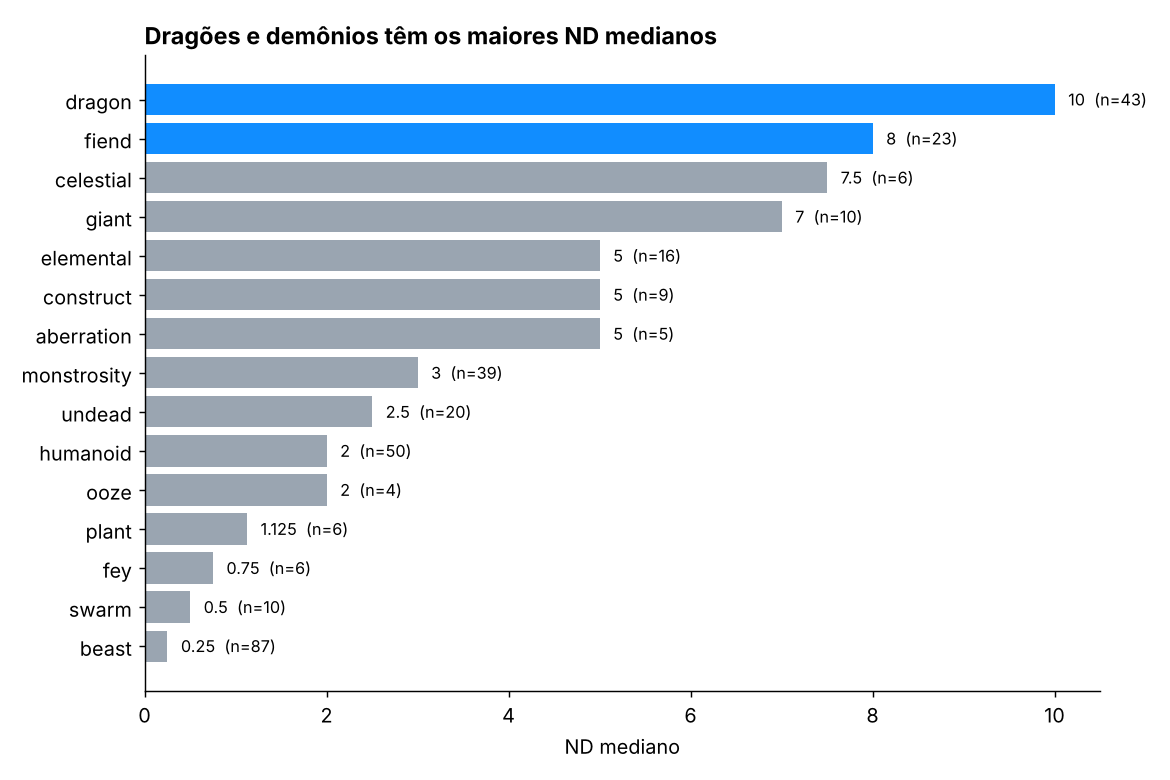 Dragões e demônios têm os maiores ND medianos
dragon 10 (n=43)
fiend 8 (n=23)
celestial 7.5 (n=6)
giant 7 (n=10)
elemental 5 (n=16)
construct 5 (n=9)
aberration 5 (n=5)
monstrosity 3 (n=39)
undead 2.5 (n=20)
humanoid 2 (n=50)
ooze 2 (n=4)
plant 1.125 (n=6)
fey 0.75 (n=6)
swarm 0.5 (n=10)
beast 0.25 (n=87)
0 2 4 6 8 10
ND mediano